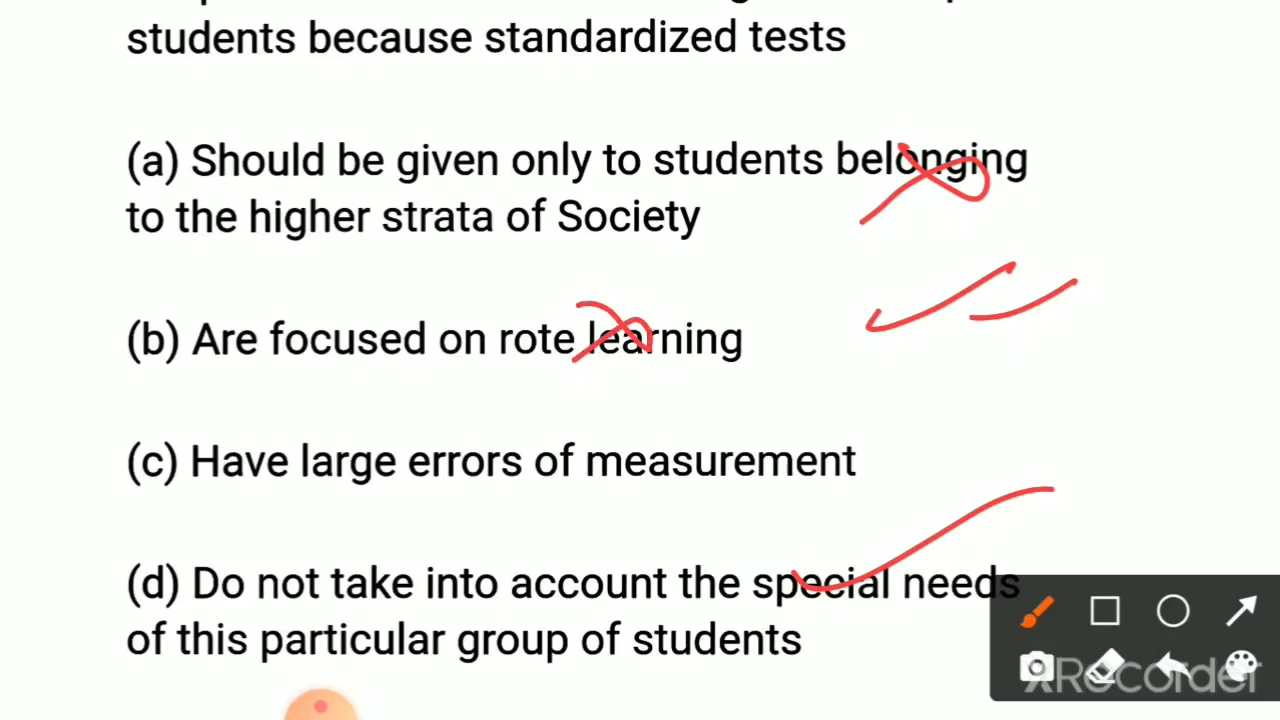 students because standardized tests
(a) Should be given only to students belonging
to the higher strata of Society
(b) Are focused on rote learning
(c) Have large errors of measurement
(d) Do not take into account the special needs
of this particular group of students
XRecorder